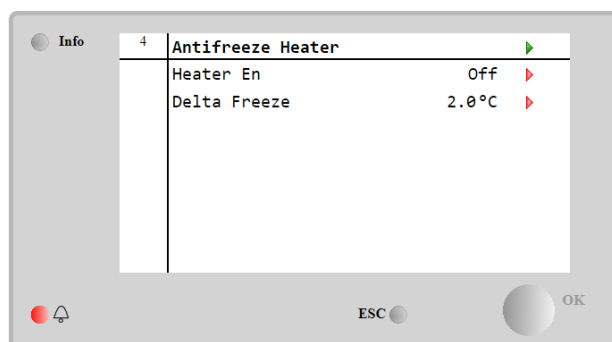 Info
4 Antifreeze Heater
Heater En Off
Delta Freeze 2.0°C
ESC
OK